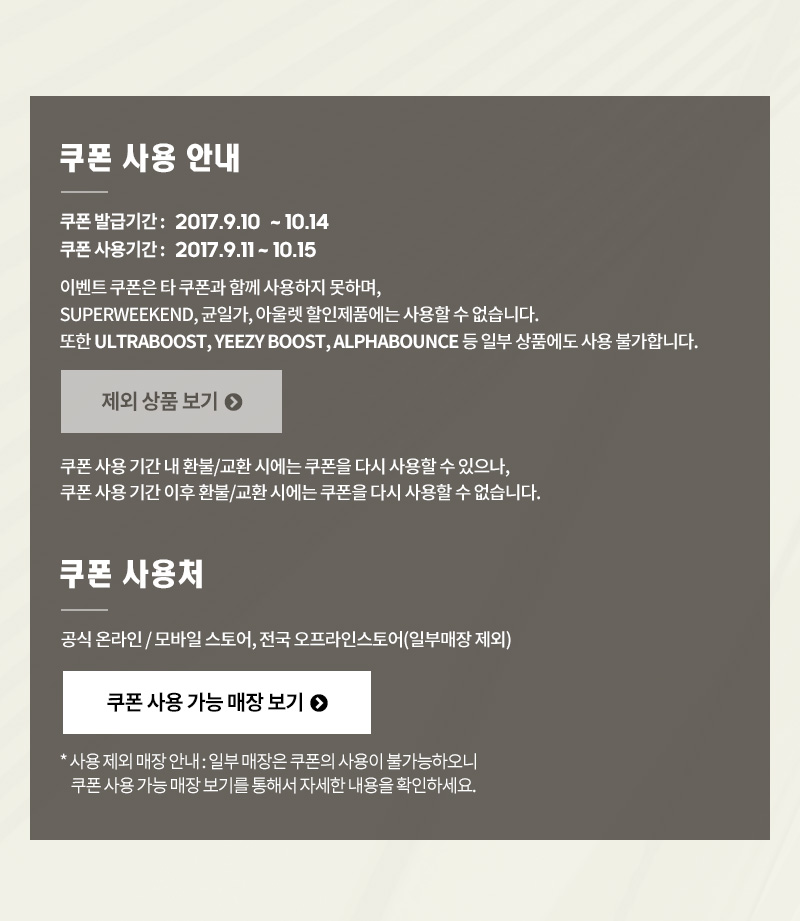 쿠폰 사용 안내
쿠폰 발급기간 : 2017.9.10 ~ 10.14
쿠폰 사용기간 : 2017.9.11 ~ 10.15
이벤트 쿠폰은 타 쿠폰과 함께 사용하지 못하며,
SUPERWEEKEND, 균일가, 아울렛 할인제품에는 사용할 수 없습니다.
또한 ULTRABOOST, YEEZY BOOST, ALPHABOUNCE 등 일부 상품에도 사용 불가합니다.
제외 상품 보기
쿠폰 사용 기간 내 환불/교환 시에는 쿠폰을 다시 사용할 수 있으나,
쿠폰 사용 기간 이후 환불/교환 시에는 쿠폰을 다시 사용할 수 없습니다.
쿠폰 사용처
공식 온라인 / 모바일 스토어, 전국 오프라인스토어(일부매장 제외)
쿠폰 사용 가능 매장 보기
* 사용 제외 매장 안내 : 일부 매장은 쿠폰의 사용이 불가능하오니
쿠폰 사용 가능 매장 보기를 통해서 자세한 내용을 확인하세요.